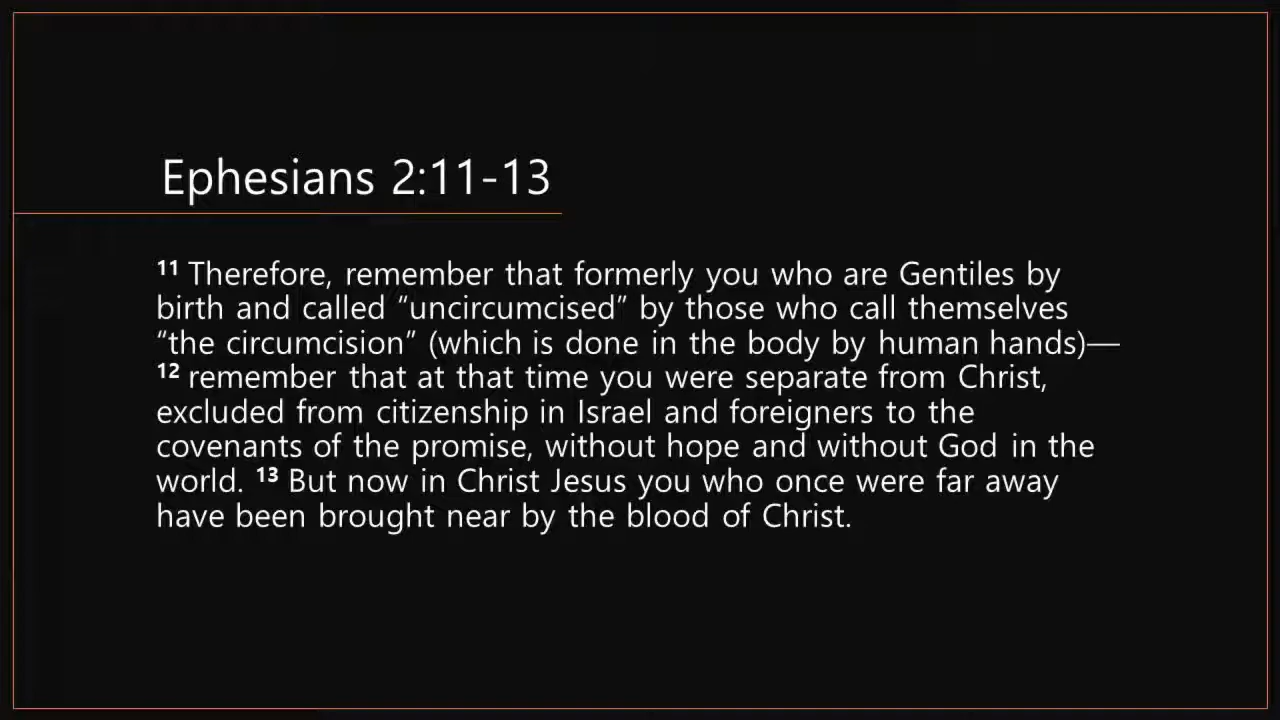 Ephesians 2:11-13
11 Therefore, remember that formerly you who are Gentiles by
birth and called “uncircumcised” by those who call themselves
“the circumcision” (which is done in the body by human hands)—
12 remember that at that time you were separate from Christ,
excluded from citizenship in Israel and foreigners to the
covenants of the promise, without hope and without God in the
world. 13 But now in Christ Jesus you who once were far away
have been brought near by the blood of Christ.